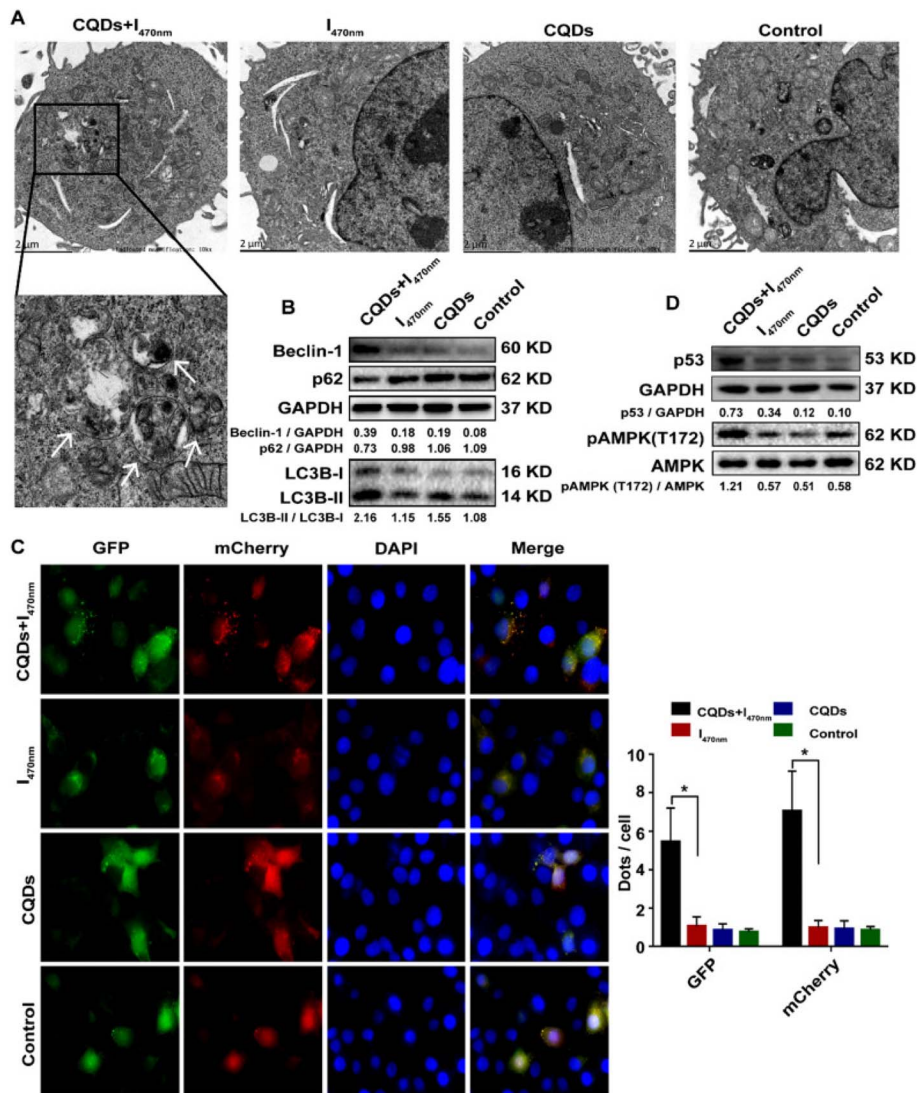 A
CQDs+I470nm
I470nm
CQDs
Control
2 μm
2 μm
2 μm
2 μm
B
CQDs+I470nm
I470nm
CQDs
Control
Beclin-1
60 KD
p62
62 KD
GAPDH
37 KD
Beclin-1 / GAPDH 0.39 0.18 0.19 0.08
p62 / GAPDH 0.73 0.98 1.06 1.09
LC3B-I
16 KD
LC3B-II
14 KD
LC3B-II / LC3B-I 2.16 1.15 1.55 1.08
D
CQDs+I470nm
I470nm
CQDs
Control
p53
53 KD
GAPDH
37 KD
p53 / GAPDH 0.73 0.34 0.12 0.10
pAMPK(T172)
62 KD
AMPK
62 KD
pAMPK (T172) / AMPK 1.21 0.57 0.51 0.58
C
GFP
mCherry
DAPI
Merge
CQDs+I470nm
I470nm
CQDs
Control
CQDs+I470nm
CQDs
I470nm
Control
Dots / cell
10
8
6
4
2
0
*
*
GFP
mCherry